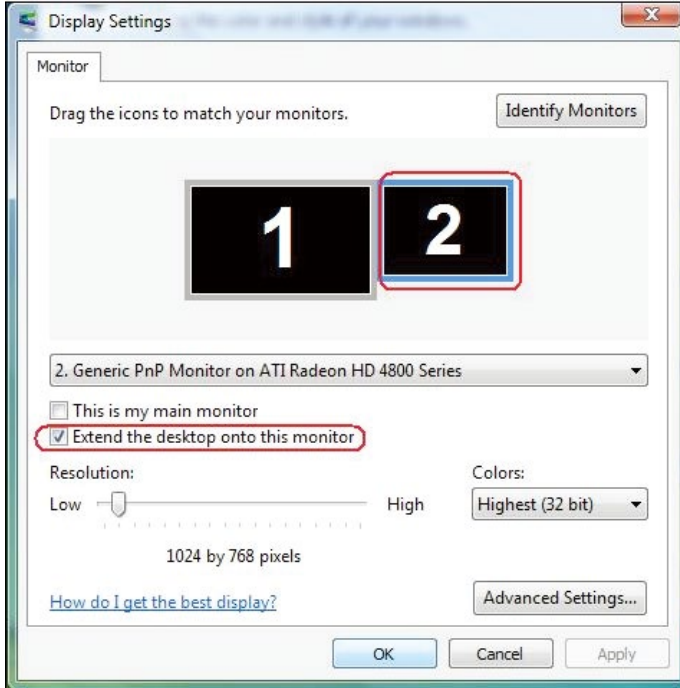 Display Settings
Monitor
Drag the icons to match your monitors.
Identify Monitors
1
2
2. Generic PnP Monitor on ATI Radeon HD 4800 Series
This is my main monitor
Extend the desktop onto this monitor
Resolution:
Colors:
Low
High
Highest (32 bit)
1024 by 768 pixels
How do I get the best display?
Advanced Settings...
OK
Cancel
Apply